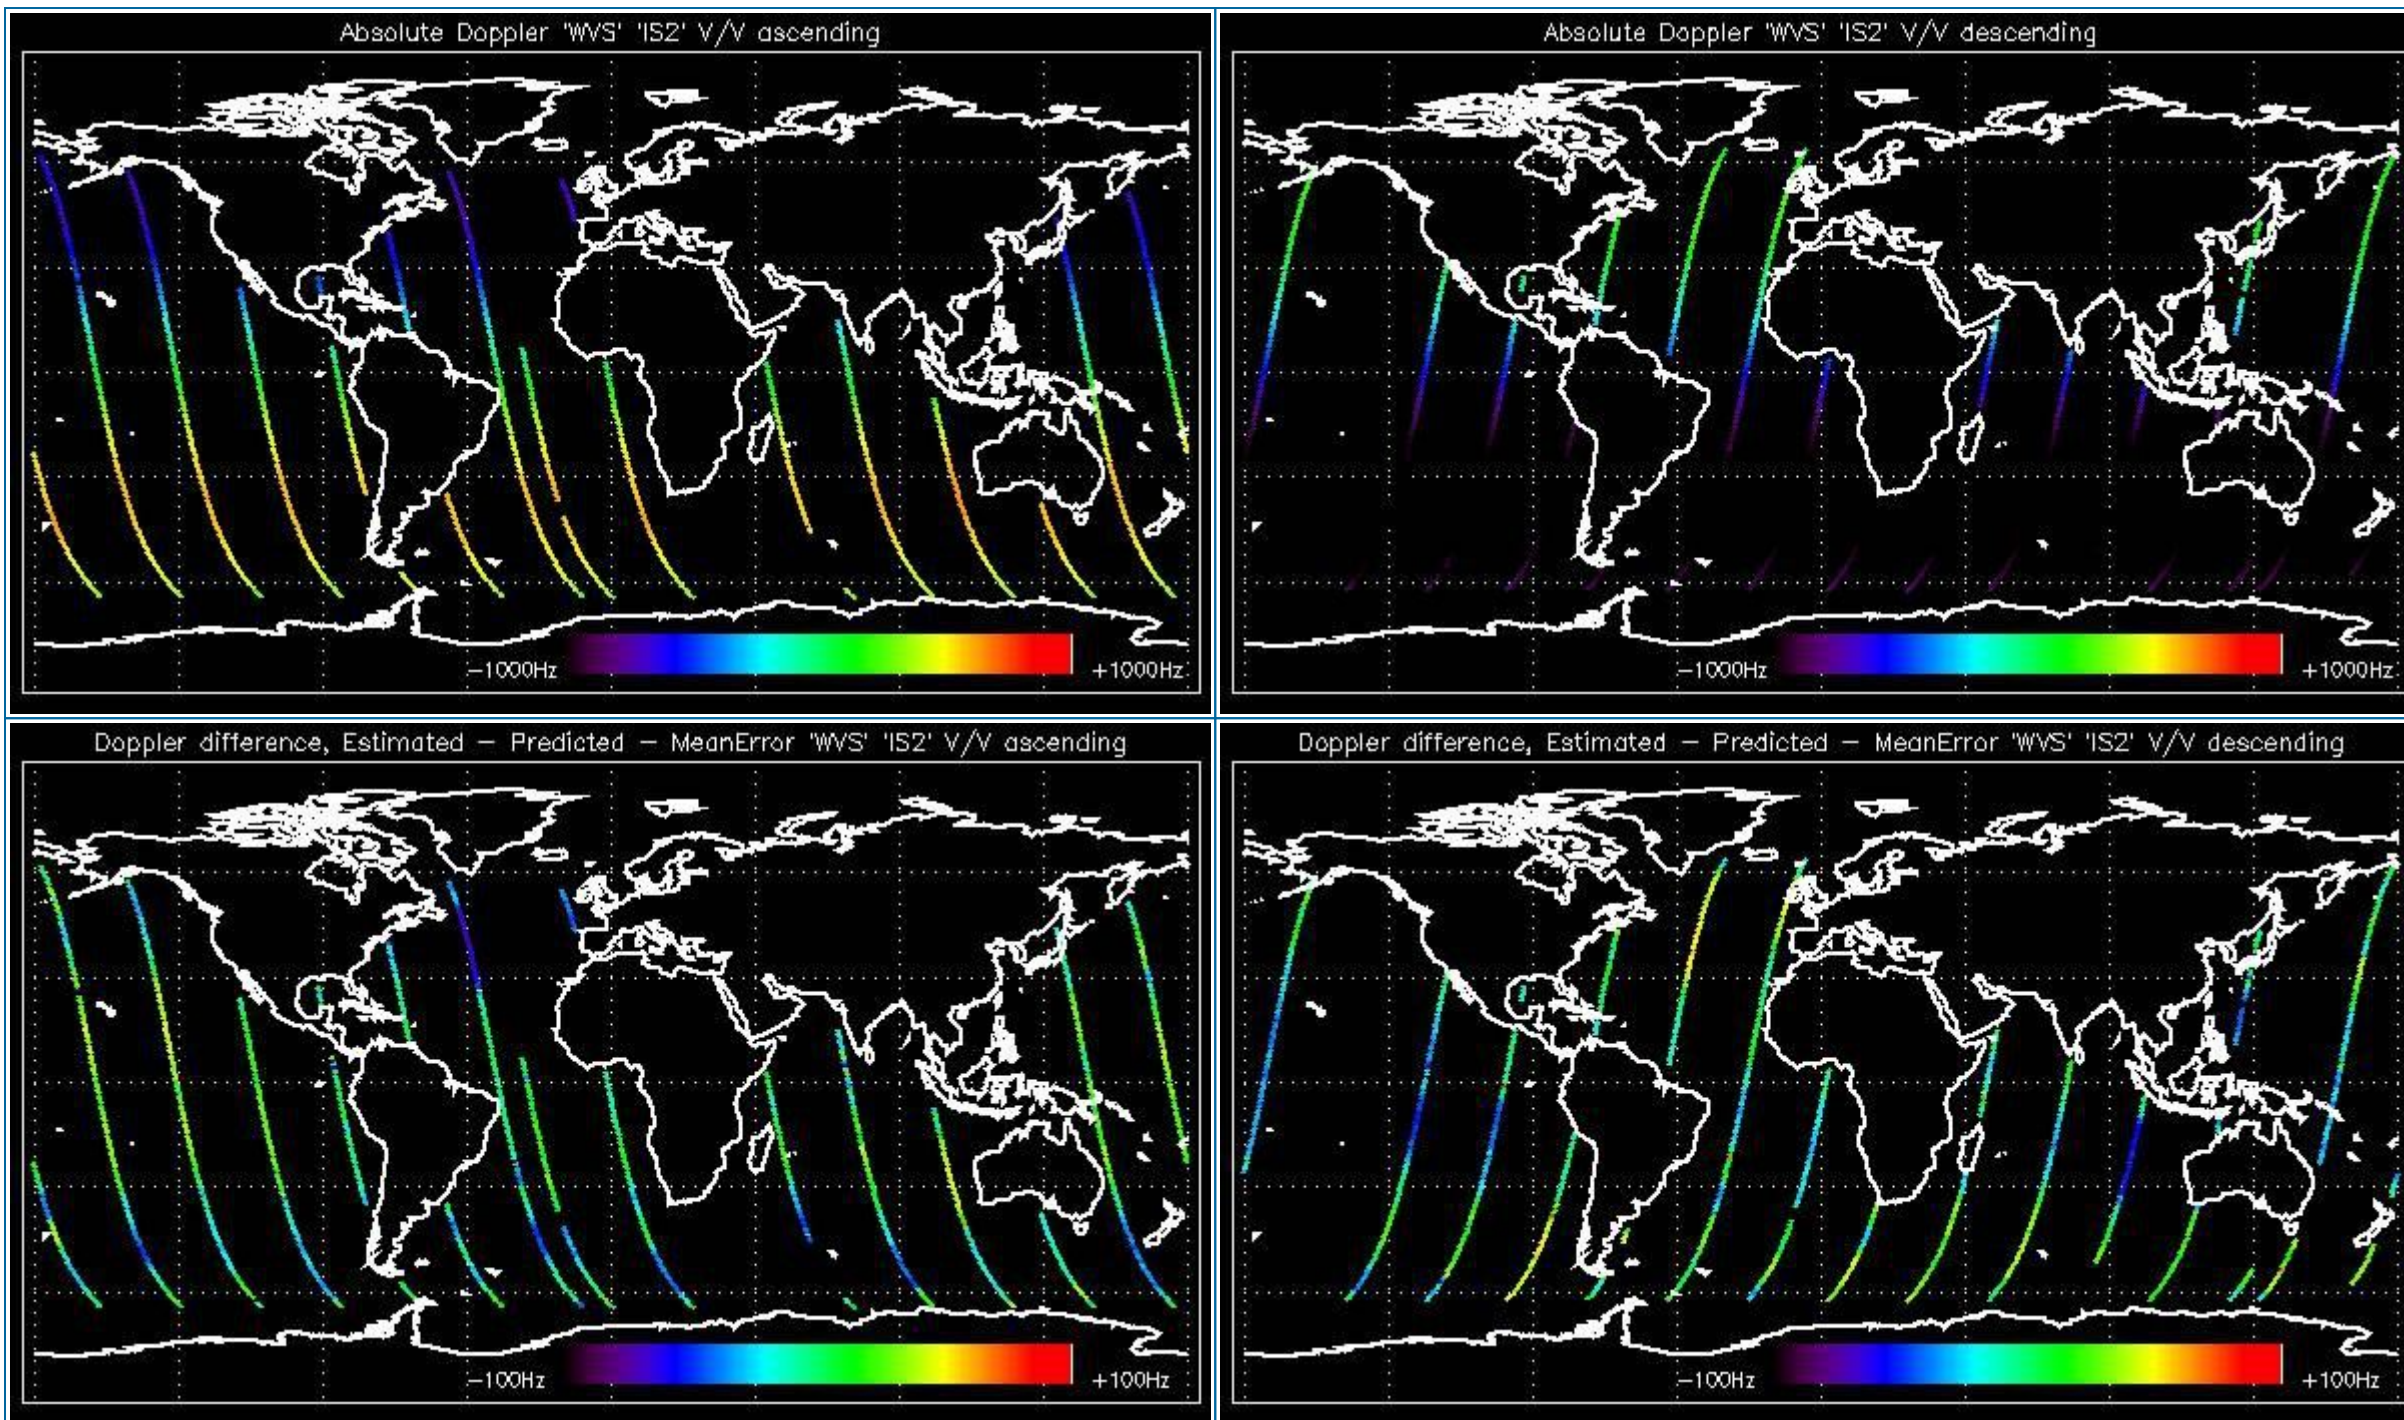 Absolute Doppler 'WVS' 'IS2' V/V ascending
-1000Hz
+1000Hz
Absolute Doppler 'WVS' 'IS2' V/V descending
-1000Hz
+1000Hz
Doppler difference, Estimated - Predicted - MeanError 'WVS' 'IS2' V/V ascending
-100Hz
+100Hz
Doppler difference, Estimated - Predicted - MeanError 'WVS' 'IS2' V/V descending
-100Hz
+100Hz